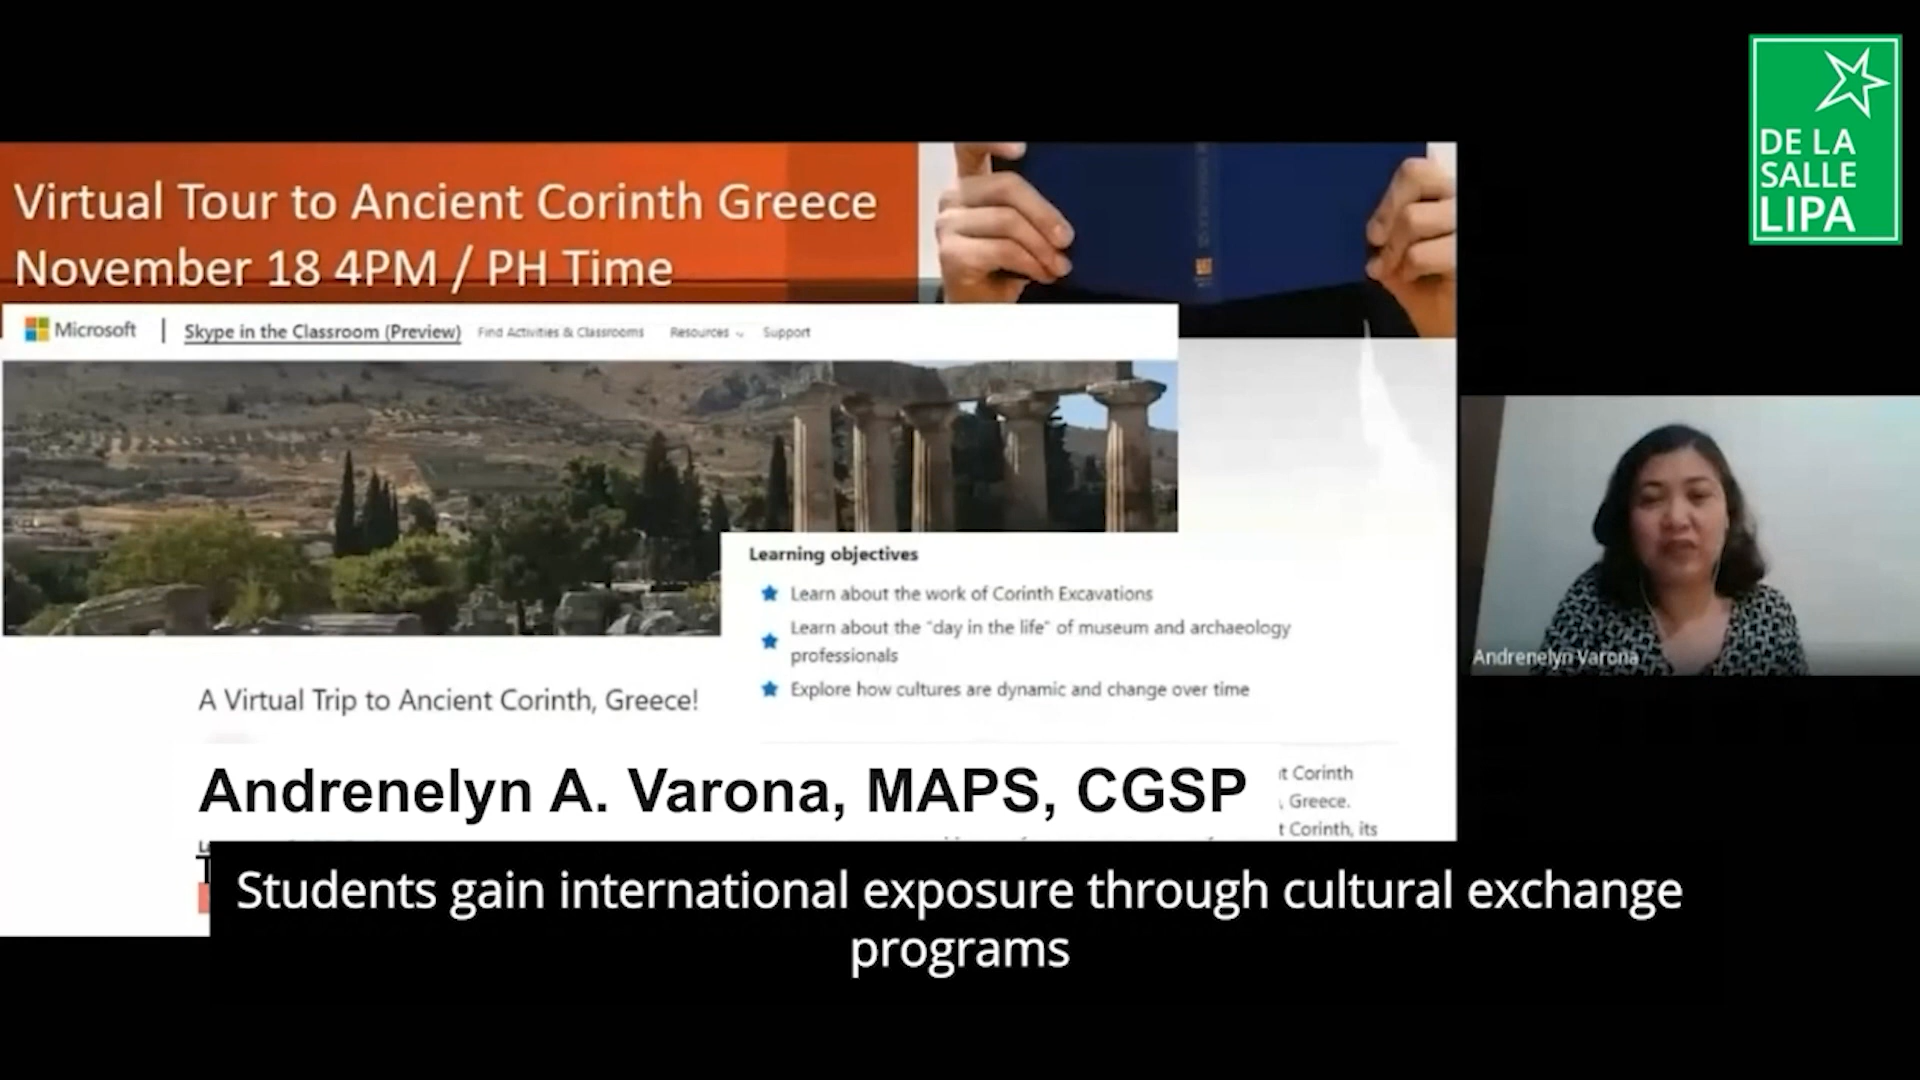 DE LA
SALLE
LIPA
Virtual Tour to Ancient Corinth Greece
November 18 4PM / PH Time
Microsoft | Skype in the Classroom (Preview) Find Activities & Classrooms Resources Support
Learning objectives
Learn about the work of Corinth Excavations
Learn about the "day in the life" of museum and archaeology
professionals
Explore how cultures are dynamic and change over time
A Virtual Trip to Ancient Corinth, Greece!
Andrenelyn Varona
Andrenelyn A. Varona, MAPS, CGSP
Corinth
Greece.
Corinth, its
Students gain international exposure through cultural exchange
programs